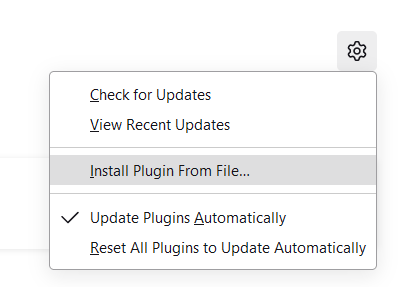 Check for Updates
View Recent Updates
Install Plugin From File...
Update Plugins Automatically
Reset All Plugins to Update Automatically